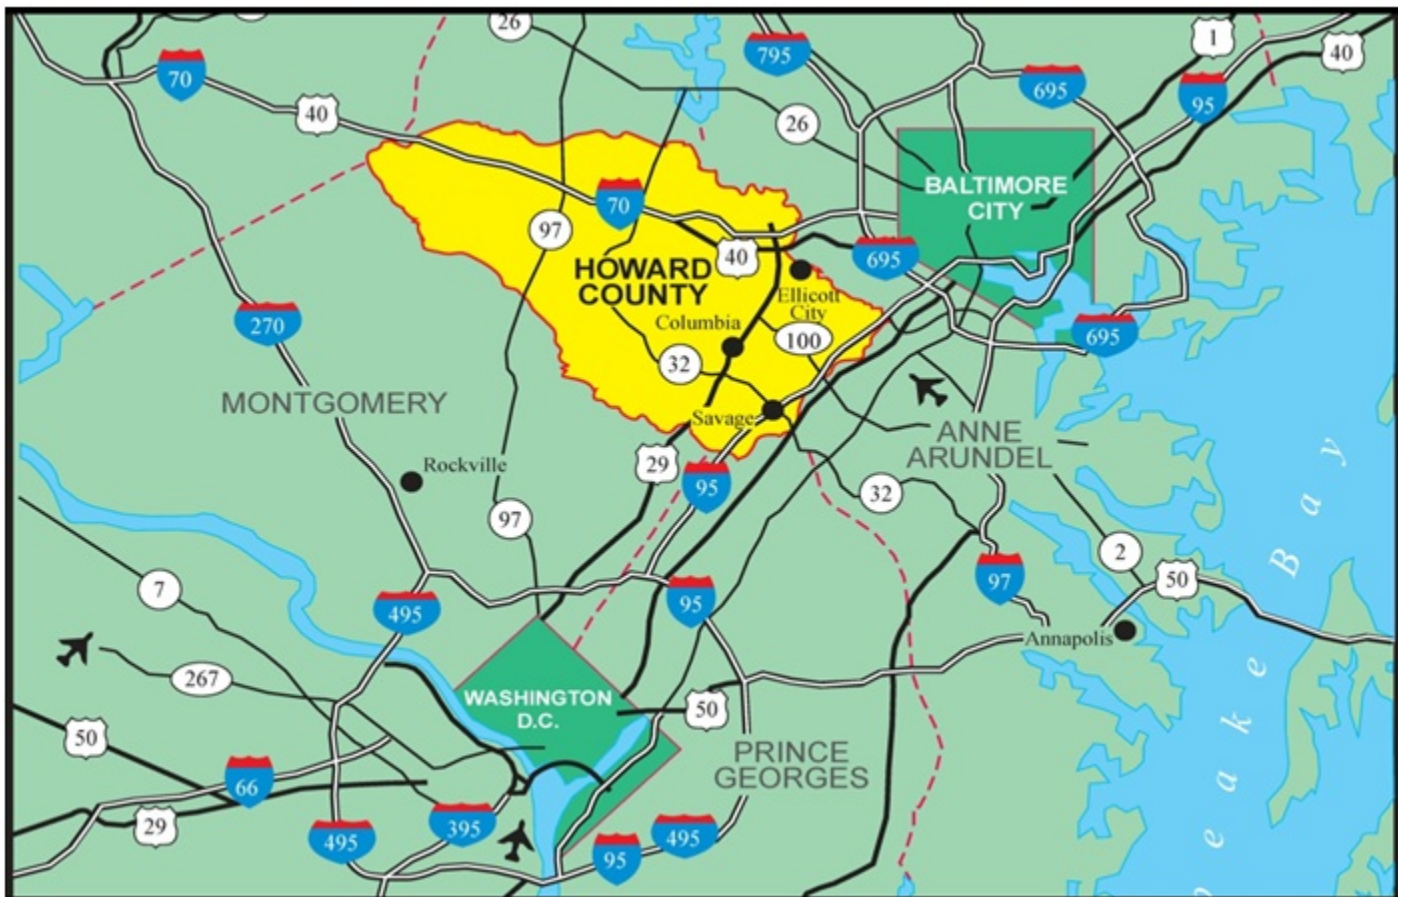 26
1
40
795
70
695
95
40
26
BALTIMORE
CITY
70
97
40
695
HOWARD
COUNTY
Ellicott
City
Columbia
270
100
695
32
MONTGOMERY
Savage
ANNE
ARUNDEL
Rockville
29
95
32
97
2
7
495
95
97
50
Annapolis
267
WASHINGTON
D.C.
50
50
PRINCE
GEORGES
66
29
495
395
95
495
peake Bay